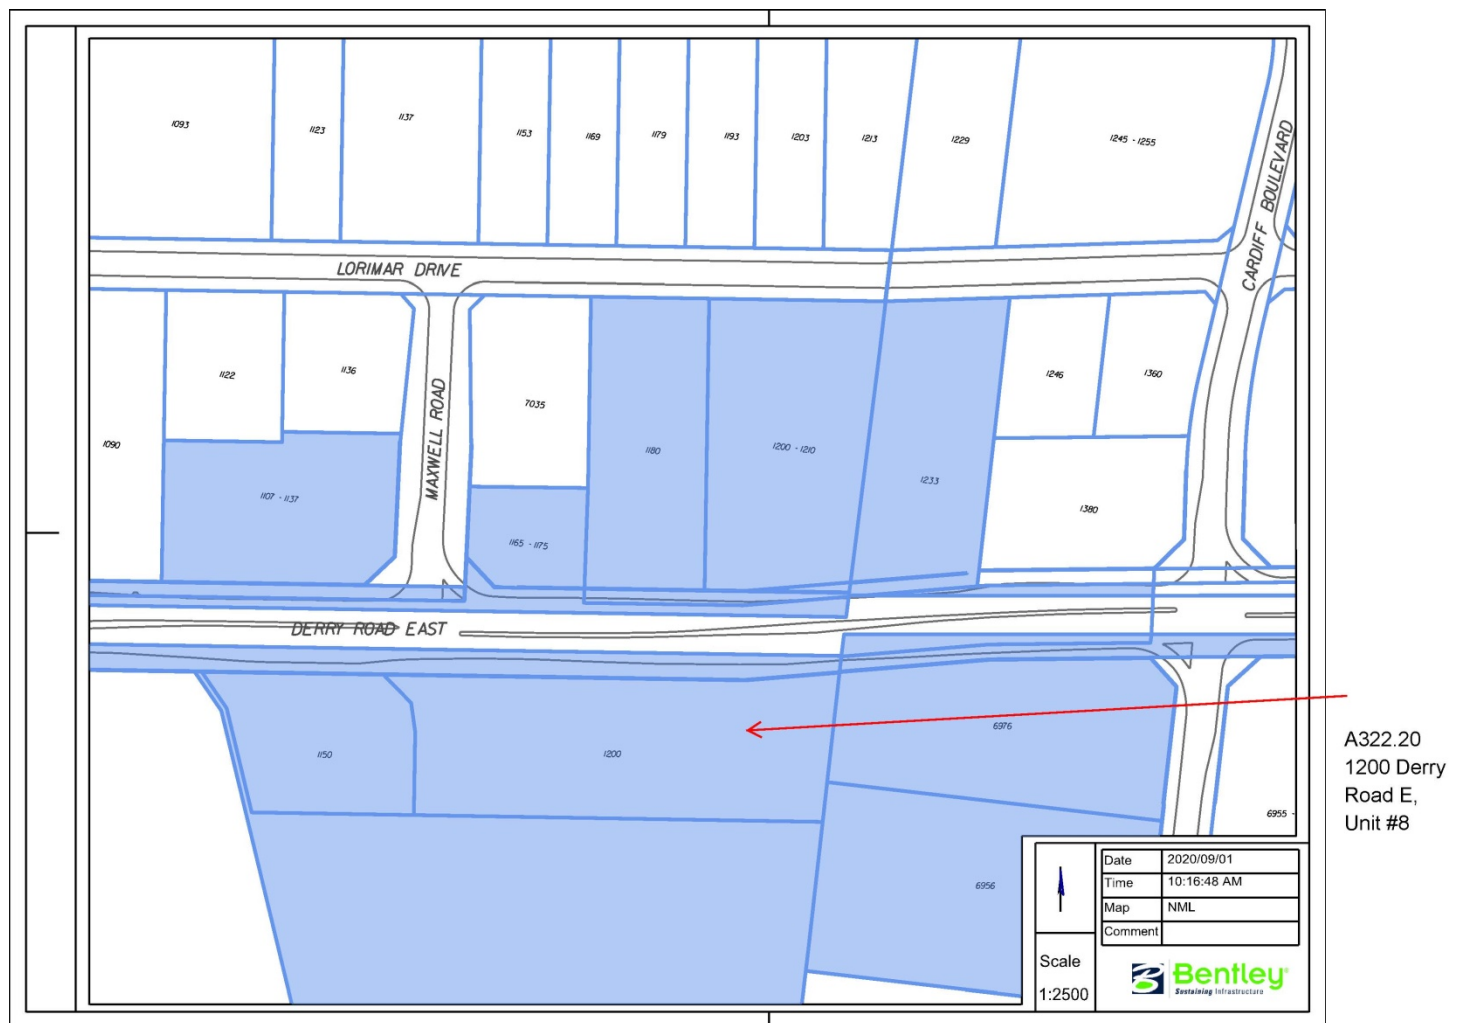 1093
1123
1137
1153
1169
1179
1193
1203
1213
1229
1245 - 1255
CARDIFF BOULEVARD
LORIMAR DRIVE
1090
1122
1136
MAXWELL ROAD
7035
1180
1200 - 1210
1233
1246
1360
1380
1107 - 1137
1165 - 1175
DERRY ROAD EAST
1150
1200
6976
6956
6955 -
A322.20
1200 Derry
Road E,
Unit #8
Date 2020/09/01
Time 10:16:48 AM
Map NML
Comment
Scale
1:2500
Bentley®
Sustaining Infrastructure